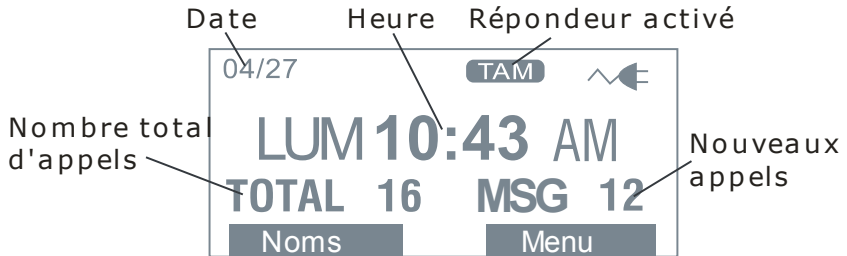 Date Heure Répondeur activé
04/27 TAM
Nombre total
d'appels
LUM 10:43 AM
Nouveaux
appels
TOTAL 16 MSG 12
Noms Menu